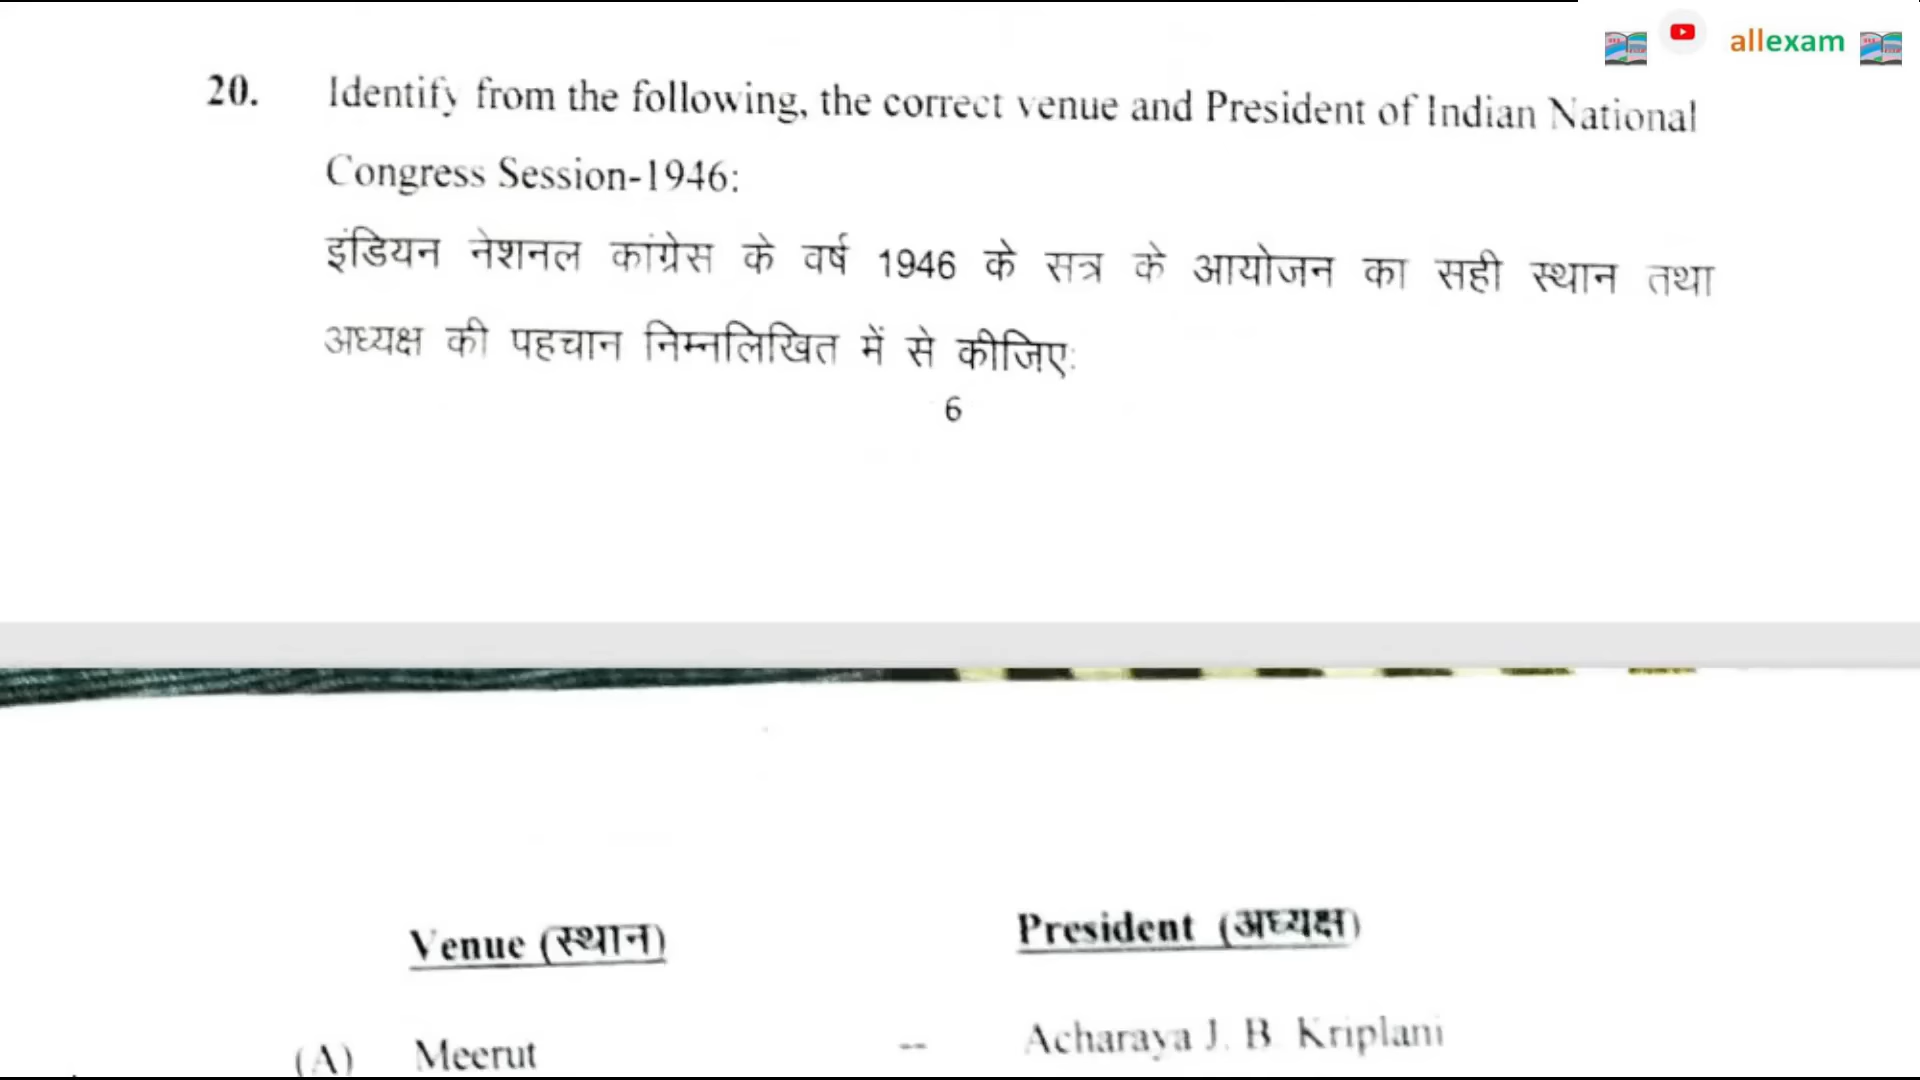 allexam
20. Identify from the following, the correct venue and President of Indian National
Congress Session-1946:
इंडियन नेशनल कांग्रेस के वर्ष 1946 के सत्र के आयोजन का सही स्थान तथा
अध्यक्ष की पहचान निम्नलिखित में से कीजिए:
6
Venue (स्थान) President (अध्यक्ष)
(A) Meerut -- Acharaya J. B. Kriplani